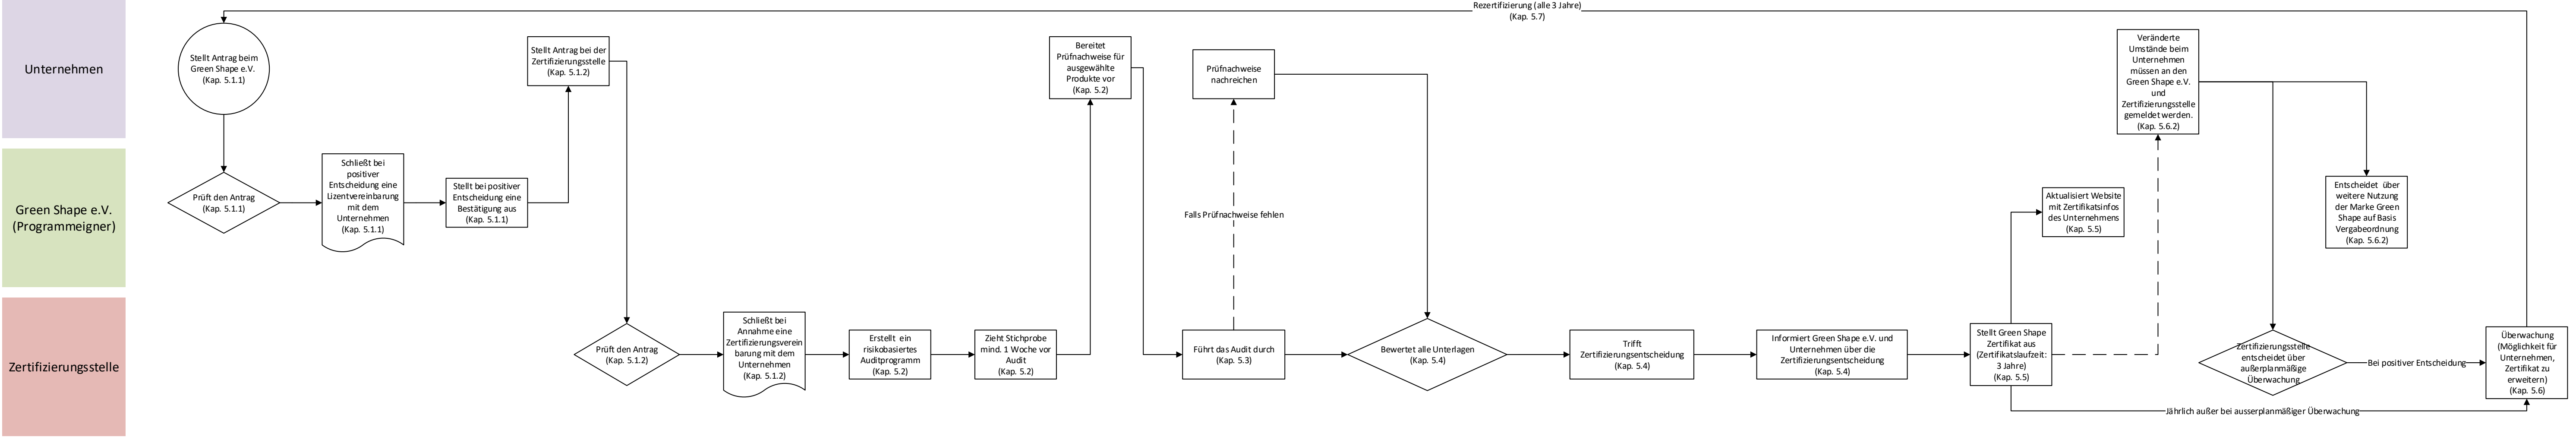 Rezertifizierung (alle 3 Jahre)
(Kap. 5.7)
Unternehmen
Stellt Antrag beim
Green Shape e.V.
(Kap. 5.1.1)
Stellt Antrag bei der
Zertifizierungsstelle
(Kap. 5.1.2)
Bereitet
Prüfnachweise für
ausgewählte
Produkte vor
(Kap. 5.2)
Prüfnachweise
nachreichen
Veränderte
Umstände beim
Unternehmen
müssen an den
Green Shape e.V.
und
Zertifizierungsstelle
gemeldet werden.
(Kap. 5.6.2)
Green Shape e.V.
(Programmeigner)
Prüft den Antrag
(Kap. 5.1.1)
Schließt bei
positiver
Entscheidung eine
Lizentvereinbarung
mit dem
Unternehmen
(Kap. 5.1.1)
Stellt bei positiver
Entscheidung eine
Bestätigung aus
(Kap. 5.1.1)
Falls Prüfnachweise fehlen
Aktualisiert Website
mit Zertifikatsinfos
des Unternehmens
(Kap. 5.5)
Entscheidet über
weitere Nutzung
der Marke Green
Shape auf Basis
Vergabeordnung
(Kap. 5.6.2)
Zertifizierungsstelle
Prüft den Antrag
(Kap. 5.1.2)
Schließt bei
Annahme eine
Zertifizierungsverein
barung mit dem
Unternehmen
(Kap. 5.1.2)
Erstellt ein
risikobasiertes
Auditprogramm
(Kap. 5.2)
Zieht Stichprobe
mind. 1 Woche vor
Audit
(Kap. 5.2)
Führt das Audit durch
(Kap. 5.3)
Bewertet alle Unterlagen
(Kap. 5.4)
Trifft
Zertifizierungsentscheidung
(Kap. 5.4)
Informiert Green Shape e.V. und
Unternehmen über die
Zertifizierungsentscheidung
(Kap. 5.4)
Stellt Green Shape
Zertifikat aus
(Zertifikatslaufzeit:
3 Jahre)
(Kap. 5.5)
Zertifizierungsstelle
entscheidet über
außerplanmäßige
Überwachung
Bei positiver Entscheidung
Überwachung
(Möglichkeit für
Unternehmen,
Zertifikat zu
erweitern)
(Kap. 5.6)
Jährlich außer bei ausserplanmäßiger Überwachung